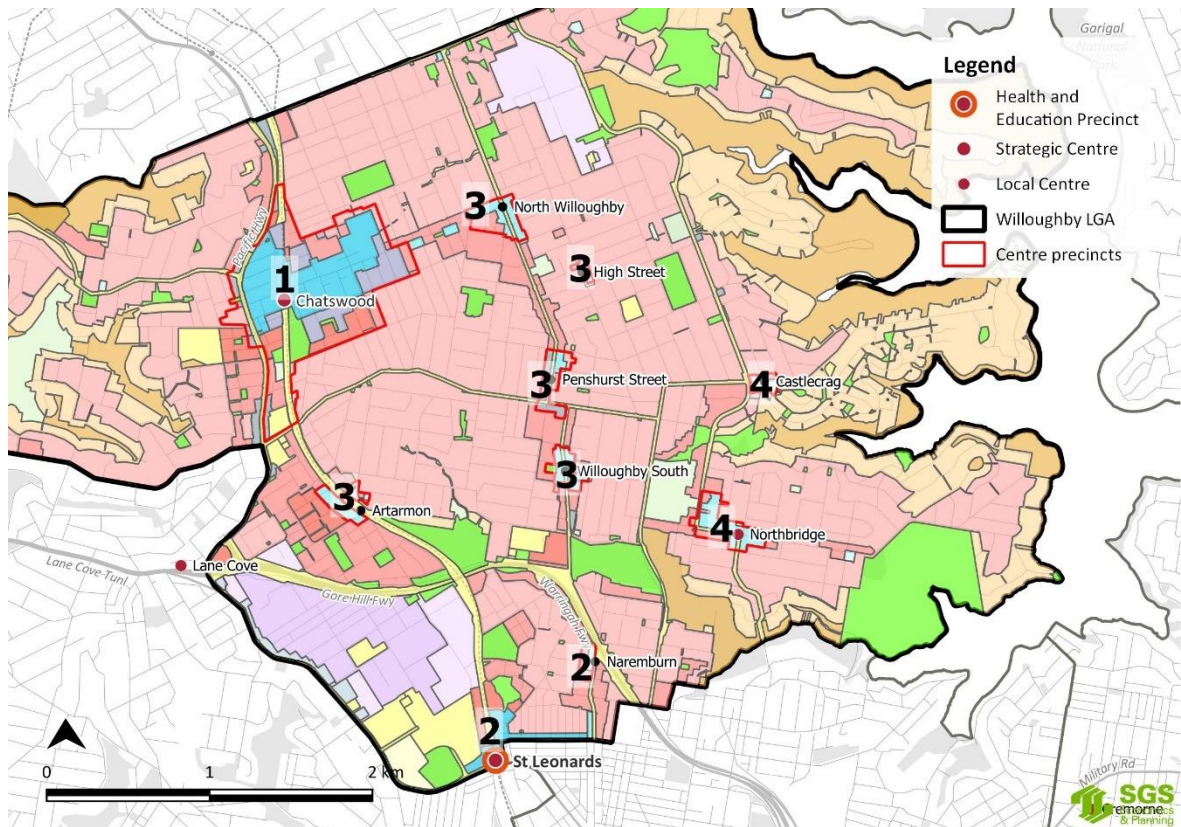 Garigal
National
Park
Legend
Health and
Education Precinct
Strategic Centre
Local Centre
Willoughby LGA
Centre precincts
Pacific Hwy
3
North Willoughby
3
High Street
1
Chatswood
3
Penshurst Street
4
Castlecrag
3
Willoughby South
3
Artarmon
4
Northbridge
Lane Cove
Lane Cove Tunl
Gore Hill Fwy
Warringah Fwy
2
Naremburn
2
St Leonards
0 1 2 km
Military Rd
SGS
Economics
& Planning
Cremorne